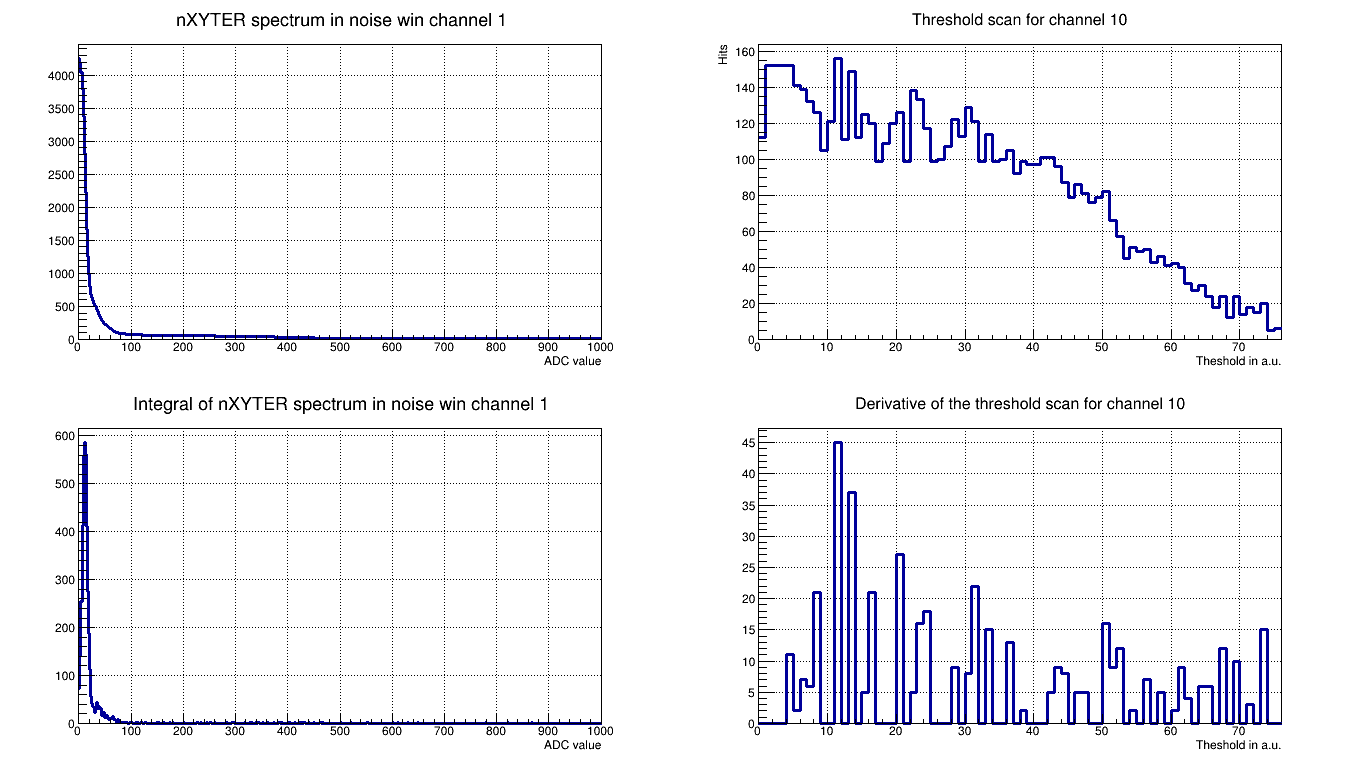 nXYTER spectrum in noise win channel 1
4000
3500
3000
2500
2000
1500
1000
500
0
0 100 200 300 400 500 600 700 800 900 1000
ADC value
Threshold scan for channel 10
Hits
160
140
120
100
80
60
40
20
0
0 10 20 30 40 50 60 70
Theshold in a.u.
Integral of nXYTER spectrum in noise win channel 1
600
500
400
300
200
100
0
0 100 200 300 400 500 600 700 800 900 1000
ADC value
Derivative of the threshold scan for channel 10
45
40
35
30
25
20
15
10
5
0
0 10 20 30 40 50 60 70
Theshold in a.u.